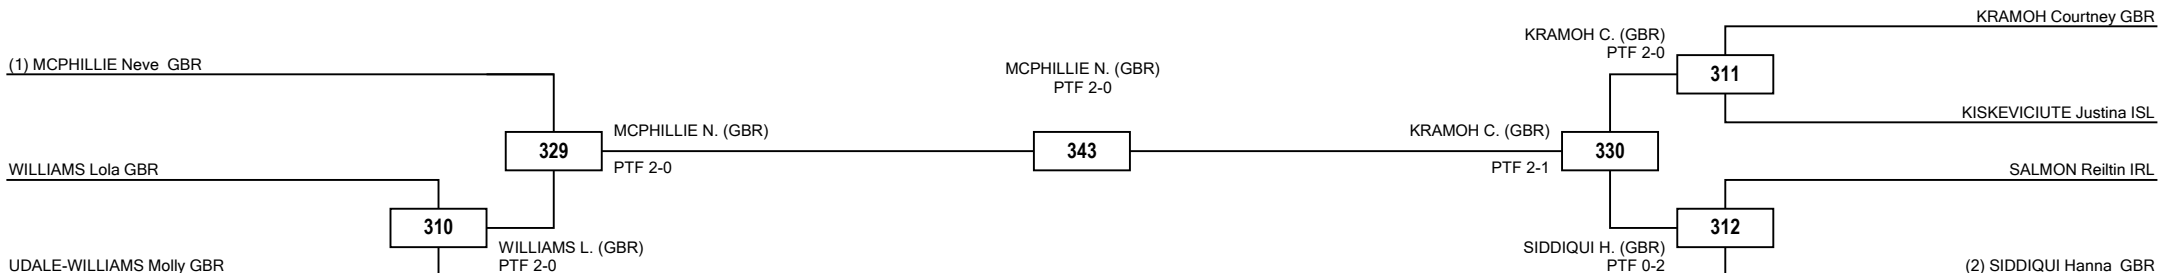 KRAMOH Courtney GBR
KRAMOH C. (GBR)
PTF 2-0
(1) MCPHILLIE Neve GBR
MCPHILLIE N. (GBR)
PTF 2-0
311
KISKEVICIUTE Justina ISL
MCPHILLIE N. (GBR)
329
PTF 2-0
343
KRAMOH C. (GBR)
330
PTF 2-1
WILLIAMS Lola GBR
SALMON Reiltin IRL
310
312
WILLIAMS L. (GBR)
PTF 2-0
SIDDIQUI H. (GBR)
PTF 0-2
UDALE-WILLIAMS Molly GBR
(2) SIDDIQUI Hanna GBR